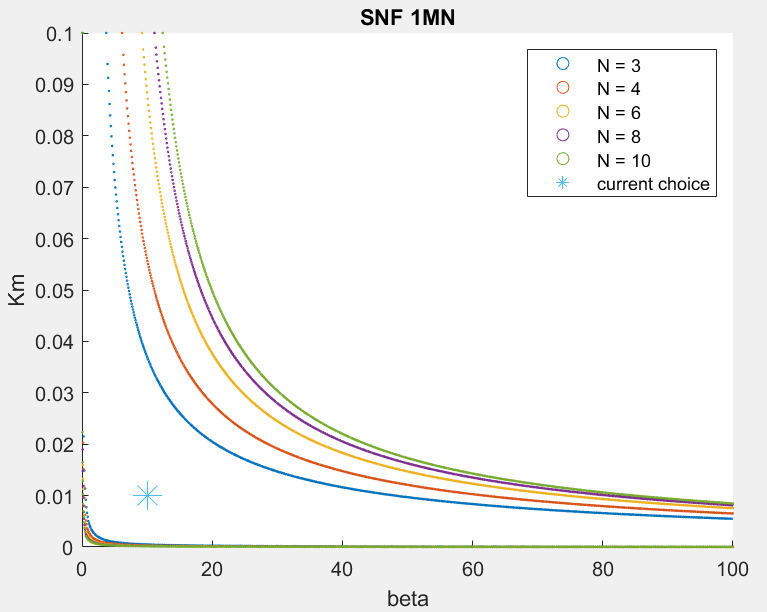 SNF 1MN
0.1
0.09
0.08
0.07
0.06
0.05
0.04
0.03
0.02
0.01
0
Km
N = 3
N = 4
N = 6
N = 8
N = 10
current choice
0 20 40 60 80 100
beta